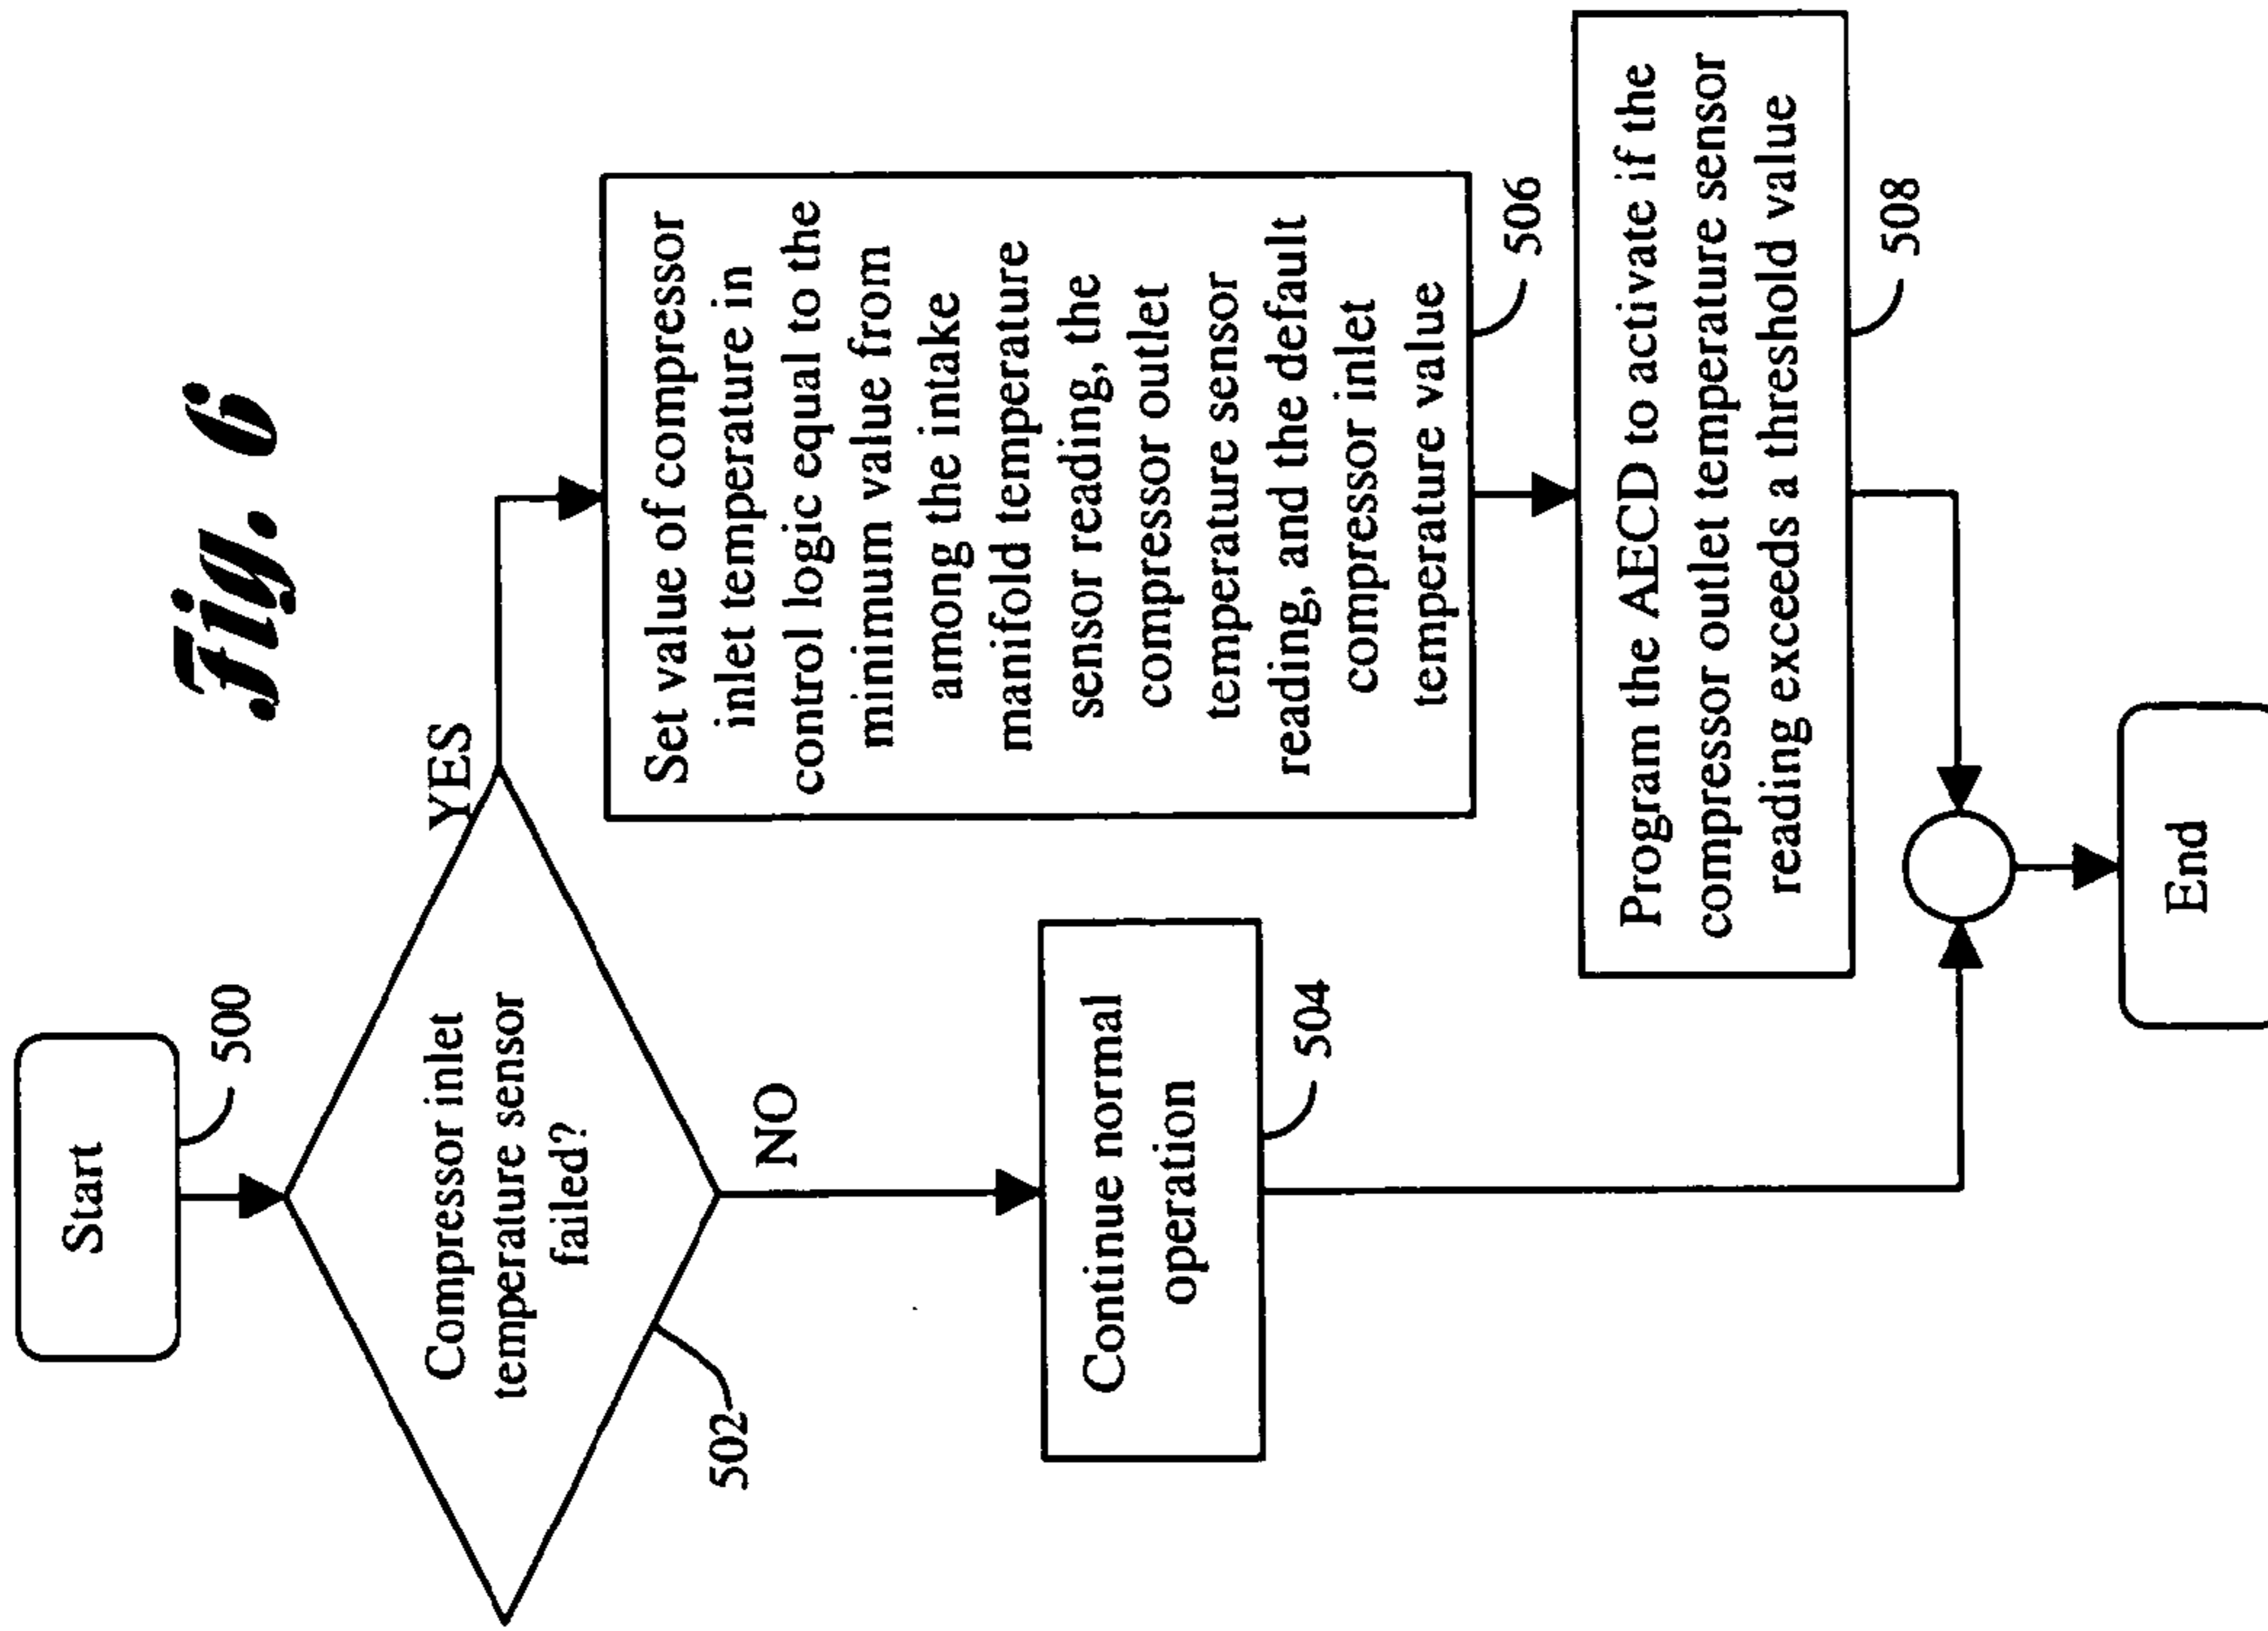 Fig. 6
Start
500
Compressor inlet
temperature sensor
failed?
502
YES
NO
Continue normal
operation
504
Set value of compressor
inlet temperature in
control logic equal to the
minimum value from
among the intake
manifold temperature
sensor reading, the
compressor outlet
temperature sensor
reading, and the default
compressor inlet
temperature value
506
Program the AECD to activate if the
compressor outlet temperature sensor
reading exceeds a threshold value
508
End